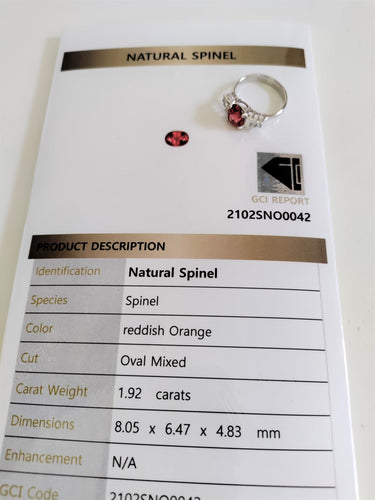 NATURAL SPINEL
GCI REPORT
2102SNO0042
PRODUCT DESCRIPTION
Identification Natural Spinel
Species Spinel
Color reddish Orange
Cut Oval Mixed
Carat Weight 1.92 carats
Dimensions 8.05 x 6.47 x 4.83 mm
Enhancement N/A
GCI Code 2102SNO0042